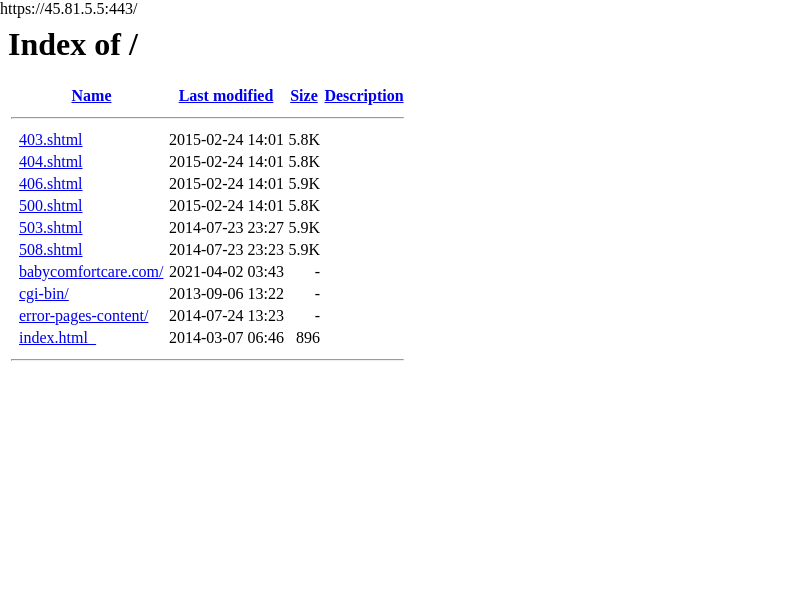 https://45.81.5.5:443/
Index of /
Name Last modified Size Description
403.shtml 2015-02-24 14:01 5.8K
404.shtml 2015-02-24 14:01 5.8K
406.shtml 2015-02-24 14:01 5.9K
500.shtml 2015-02-24 14:01 5.8K
503.shtml 2014-07-23 23:27 5.9K
508.shtml 2014-07-23 23:23 5.9K
babycomfortcare.com/ 2021-04-02 03:43 -
cgi-bin/ 2013-09-06 13:22 -
error-pages-content/ 2014-07-24 13:23 -
index.html_ 2014-03-07 06:46 896